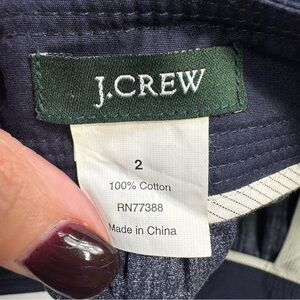 J.CREW
2
100% Cotton
RN77388
Made in China